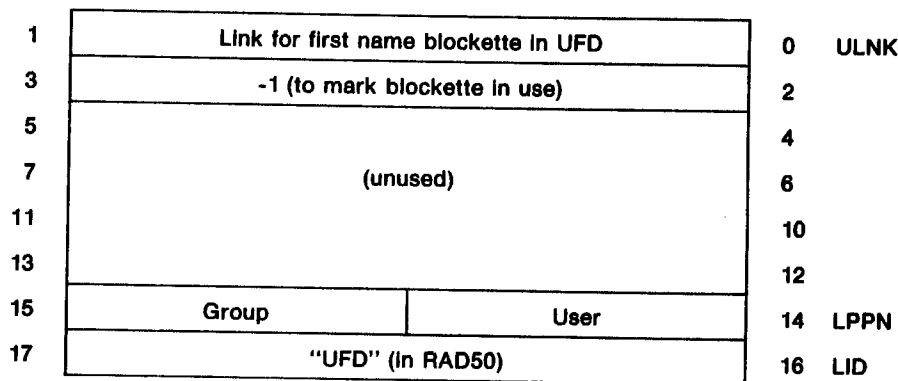 1 Link for first name blockette in UFD 0 ULNK
3 -1 (to mark blockette in use) 2
5 4
7 (unused) 6
11 10
13 12
15 Group User 14 LPPN
17 "UFD" (in RAD50) 16 LID